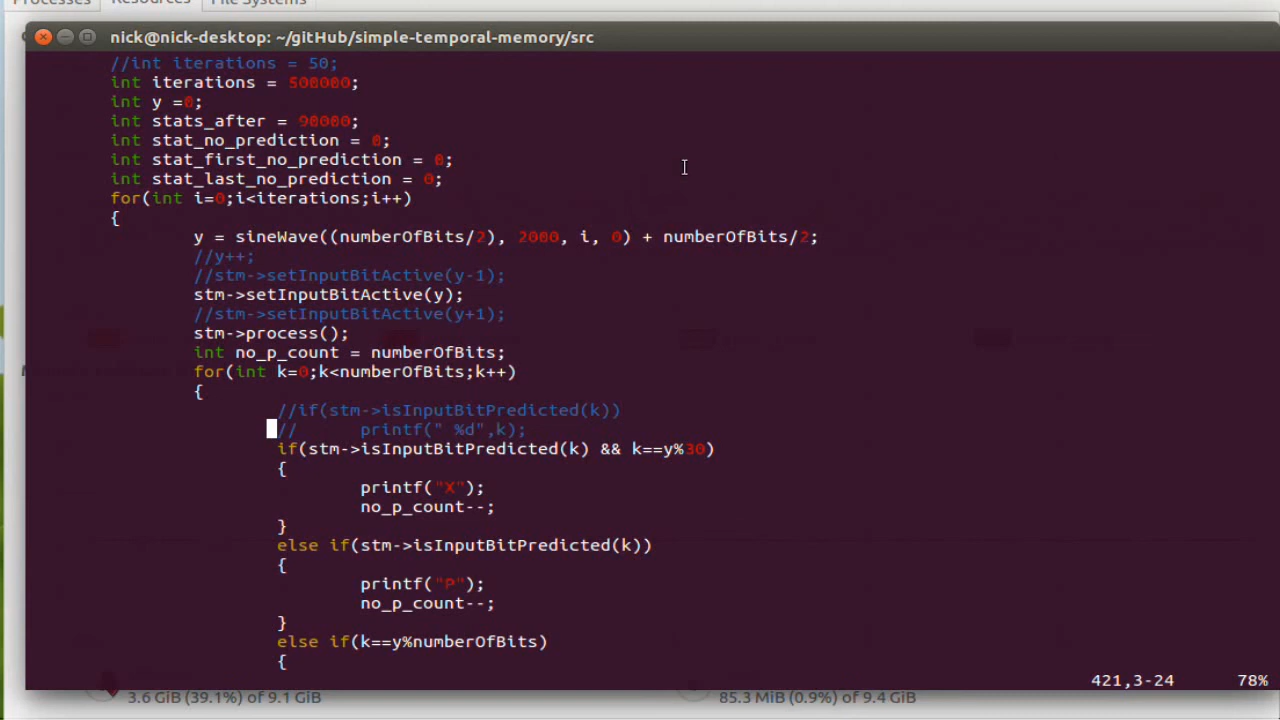 Processes Resources File Systems
nick@nick-desktop: ~/gitHub/simple-temporal-memory/src
//int iterations = 50;
int iterations = 500000;
int y =0;
int stats_after = 90000;
int stat_no_prediction = 0;
int stat_first_no_prediction = 0;
int stat_last_no_prediction = 0;
for(int i=0;i<iterations;i++)
{
y = sineWave((numberOfBits/2), 2000, i, 0) + numberOfBits/2;
//y++;
//stm->setInputBitActive(y-1);
stm->setInputBitActive(y);
//stm->setInputBitActive(y+1);
stm->process();
int no_p_count = numberOfBits;
for(int k=0;k<numberOfBits;k++)
{
//if(stm->isInputBitPredicted(k))
// printf(" %d",k);
if(stm->isInputBitPredicted(k) && k==y%30)
{
printf("X");
no_p_count--;
}
else if(stm->isInputBitPredicted(k))
{
printf("P");
no_p_count--;
}
else if(k==y%numberOfBits)
{
421,3-24 78%
3.6 GiB (39.1%) of 9.1 GiB 85.3 MiB (0.9%) of 9.4 GiB